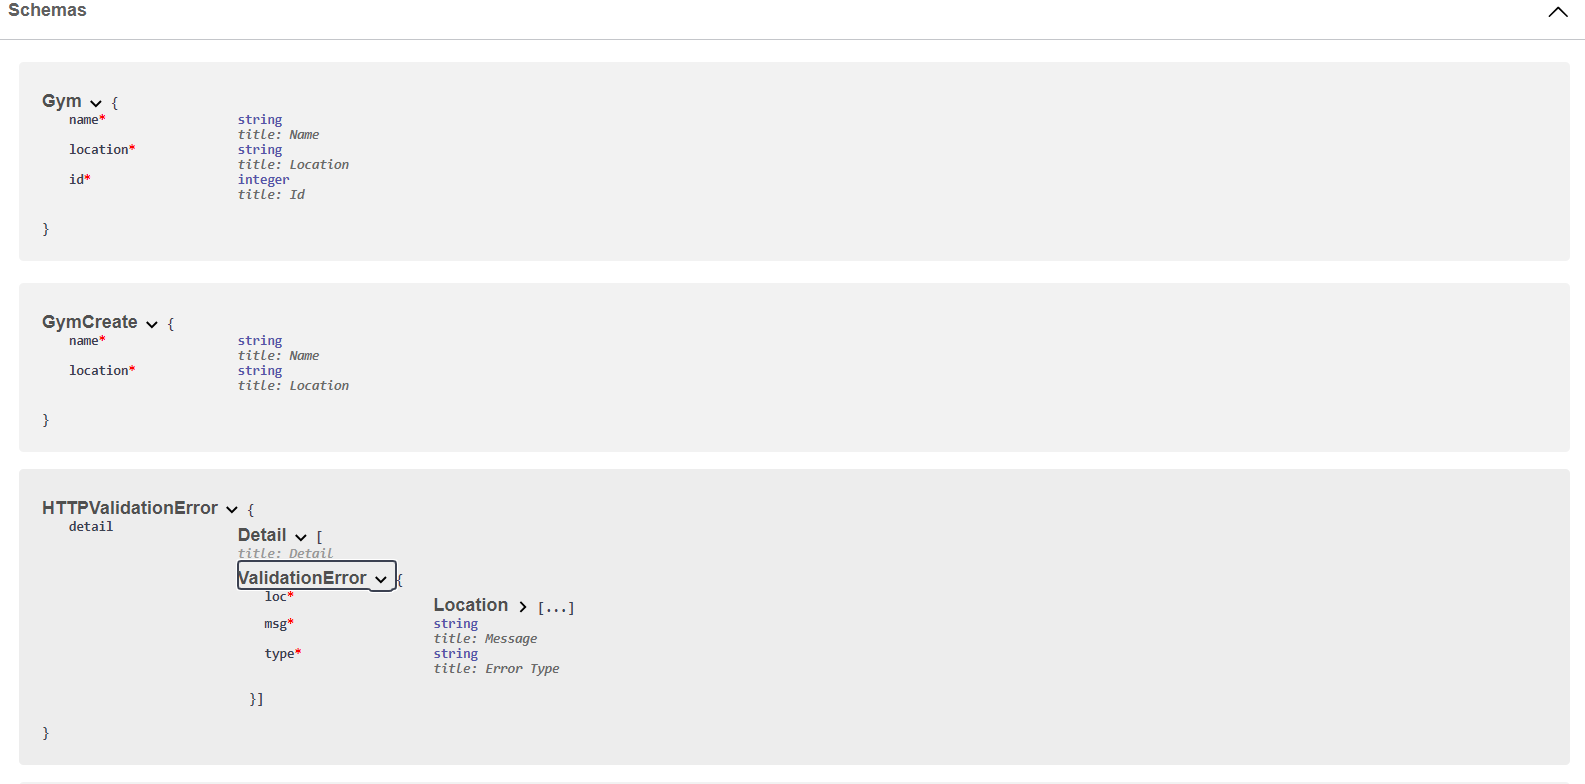 Schemas
Gym {
name* string
title: Name
location* string
title: Location
id* integer
title: Id
}
GymCreate {
name* string
title: Name
location* string
title: Location
}
HTTPValidationError {
detail
Detail [
title: Detail
ValidationError {
loc*
Location [...]
msg* string
title: Message
type* string
title: Error Type
}]
}